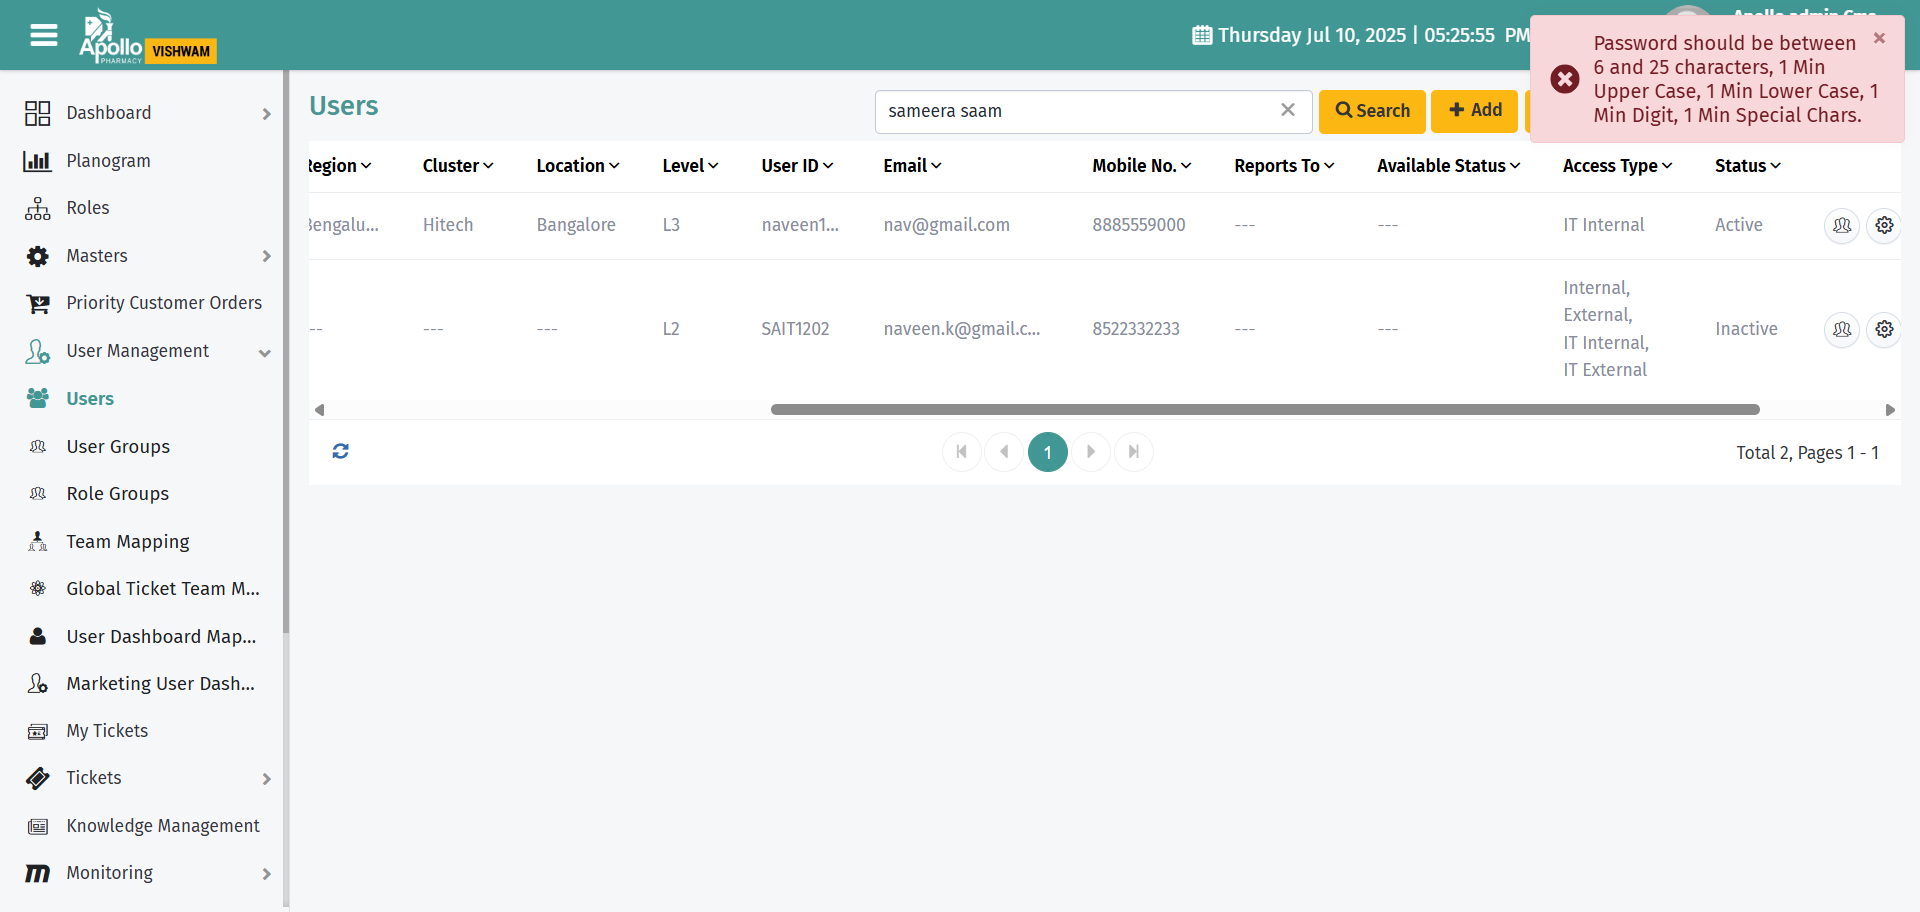 Apollo
PHARMACY
VISHWAM
Thursday Jul 10, 2025 | 05:25:55 PM
Password should be between
6 and 25 characters, 1 Min
Upper Case, 1 Min Lower Case, 1
Min Digit, 1 Min Special Chars.
×
Dashboard
Planogram
Roles
Masters
Priority Customer Orders
User Management
Users
User Groups
Role Groups
Team Mapping
Global Ticket Team M...
User Dashboard Map...
Marketing User Dash...
My Tickets
Tickets
Knowledge Management
Monitoring
Users
sameera saam
Search
Add
Region Cluster Location Level User ID Email Mobile No. Reports To Available Status Access Type Status
Bengalu... Hitech Bangalore L3 naveen1... nav@gmail.com 8885559000 --- --- IT Internal Active
-- --- --- L2 SAIT1202 naveen.k@gmail.c... 8522332233 --- --- Internal,
External,
IT Internal,
IT External
Inactive
1
Total 2, Pages 1 - 1